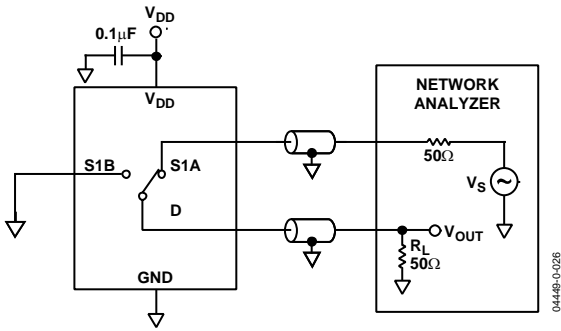 VDD
0.1μF
VDD
NETWORK
ANALYZER
S1B
S1A
50Ω
VS
D
VOUT
RL
50Ω
GND
04449-0-026